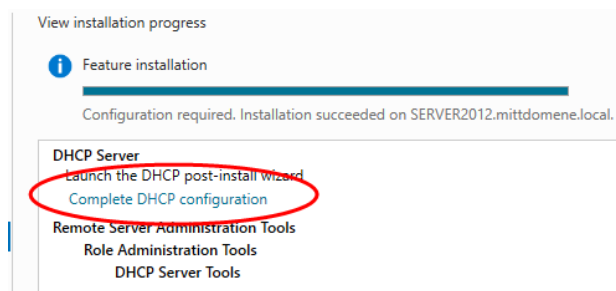 View installation progress
Feature installation
Configuration required. Installation succeeded on SERVER2012.mittdomene.local.
DHCP Server
Launch the DHCP post-install wizard
Complete DHCP configuration
Remote Server Administration Tools
Role Administration Tools
DHCP Server Tools